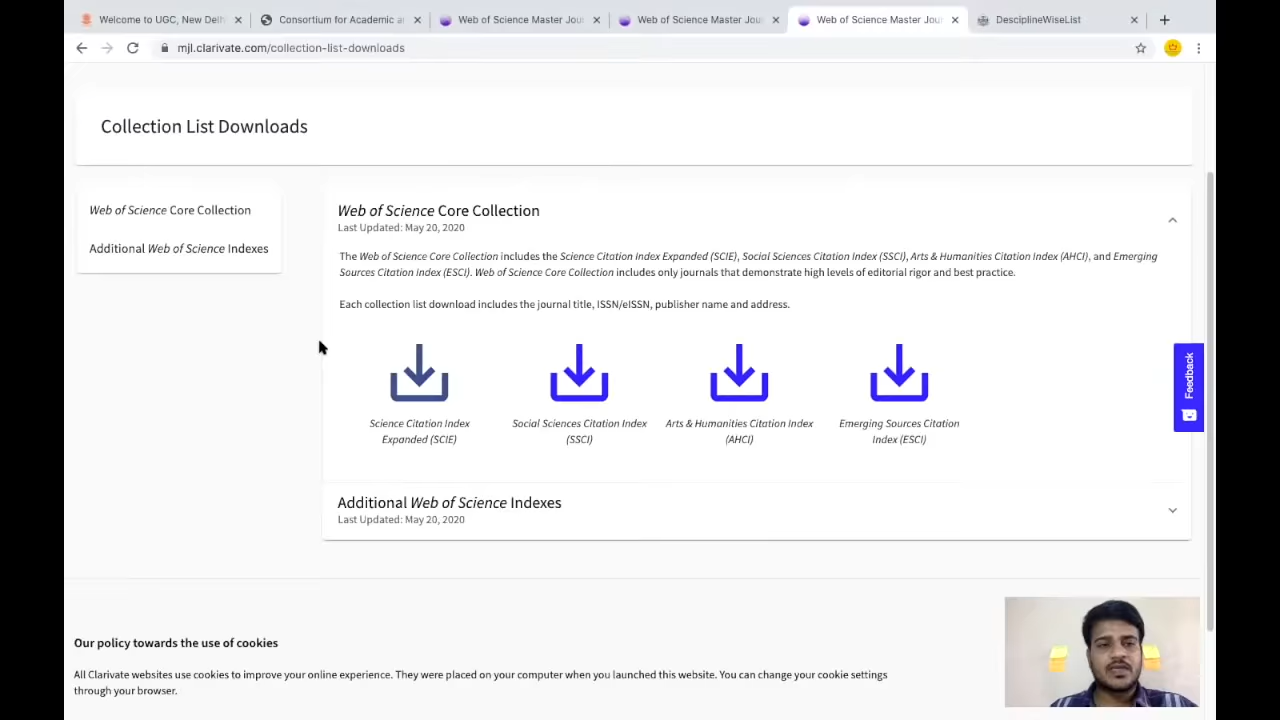 Welcome to UGC, New Delh
Consortium for Academic a
Web of Science Master Jou
Web of Science Master Jou
Web of Science Master Jou
DesciplineWiseList
mjl.clarivate.com/collection-list-downloads
Collection List Downloads
Web of Science Core Collection
Additional Web of Science Indexes
Web of Science Core Collection
Last Updated: May 20, 2020
The Web of Science Core Collection includes the Science Citation Index Expanded (SCIE), Social Sciences Citation Index (SSCI), Arts & Humanities Citation Index (AHCI), and Emerging
Sources Citation Index (ESCI). Web of Science Core Collection includes only journals that demonstrate high levels of editorial rigor and best practice.
Each collection list download includes the journal title, ISSN/eISSN, publisher name and address.
Science Citation Index
Expanded (SCIE)
Social Sciences Citation Index
(SSCI)
Arts & Humanities Citation Index
(AHCI)
Emerging Sources Citation
Index (ESCI)
Feedback
Additional Web of Science Indexes
Last Updated: May 20, 2020
Our policy towards the use of cookies
All Clarivate websites use cookies to improve your online experience. They were placed on your computer when you launched this website. You can change your cookie settings
through your browser.